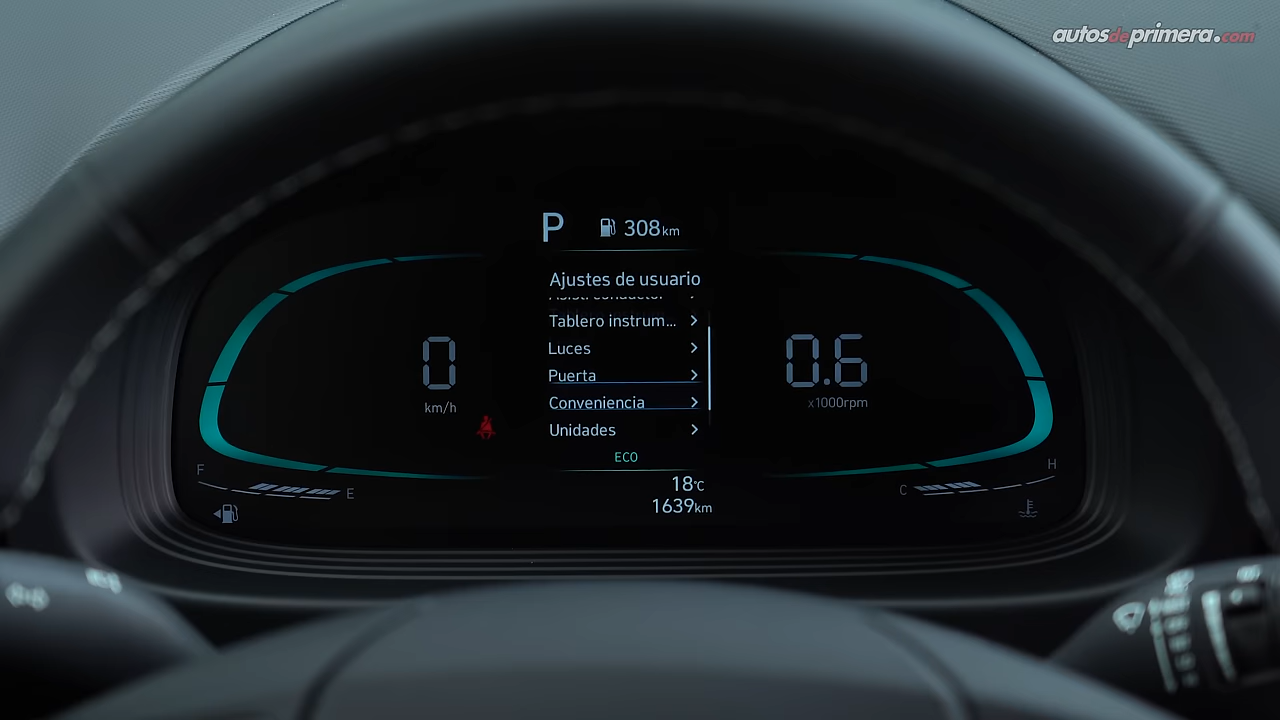 autosdeprimera.com
P 308km
Ajustes de usuario
Tablero instrum...
Luces
Puerta
Conveniencia
Unidades
ECO
0
km/h
0.6
x1000rpm
F E
C H
18°C
1639km